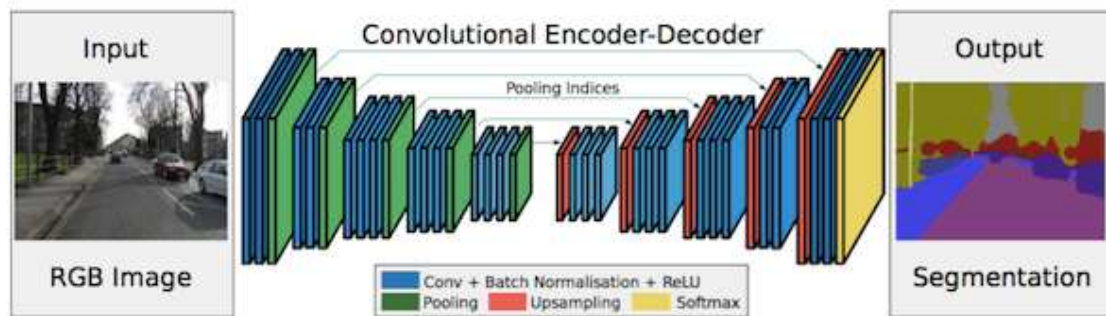 Input
Convolutional Encoder-Decoder
Output
Pooling Indices
RGB Image
Segmentation
Conv + Batch Normalisation + ReLU
Pooling Upsampling Softmax